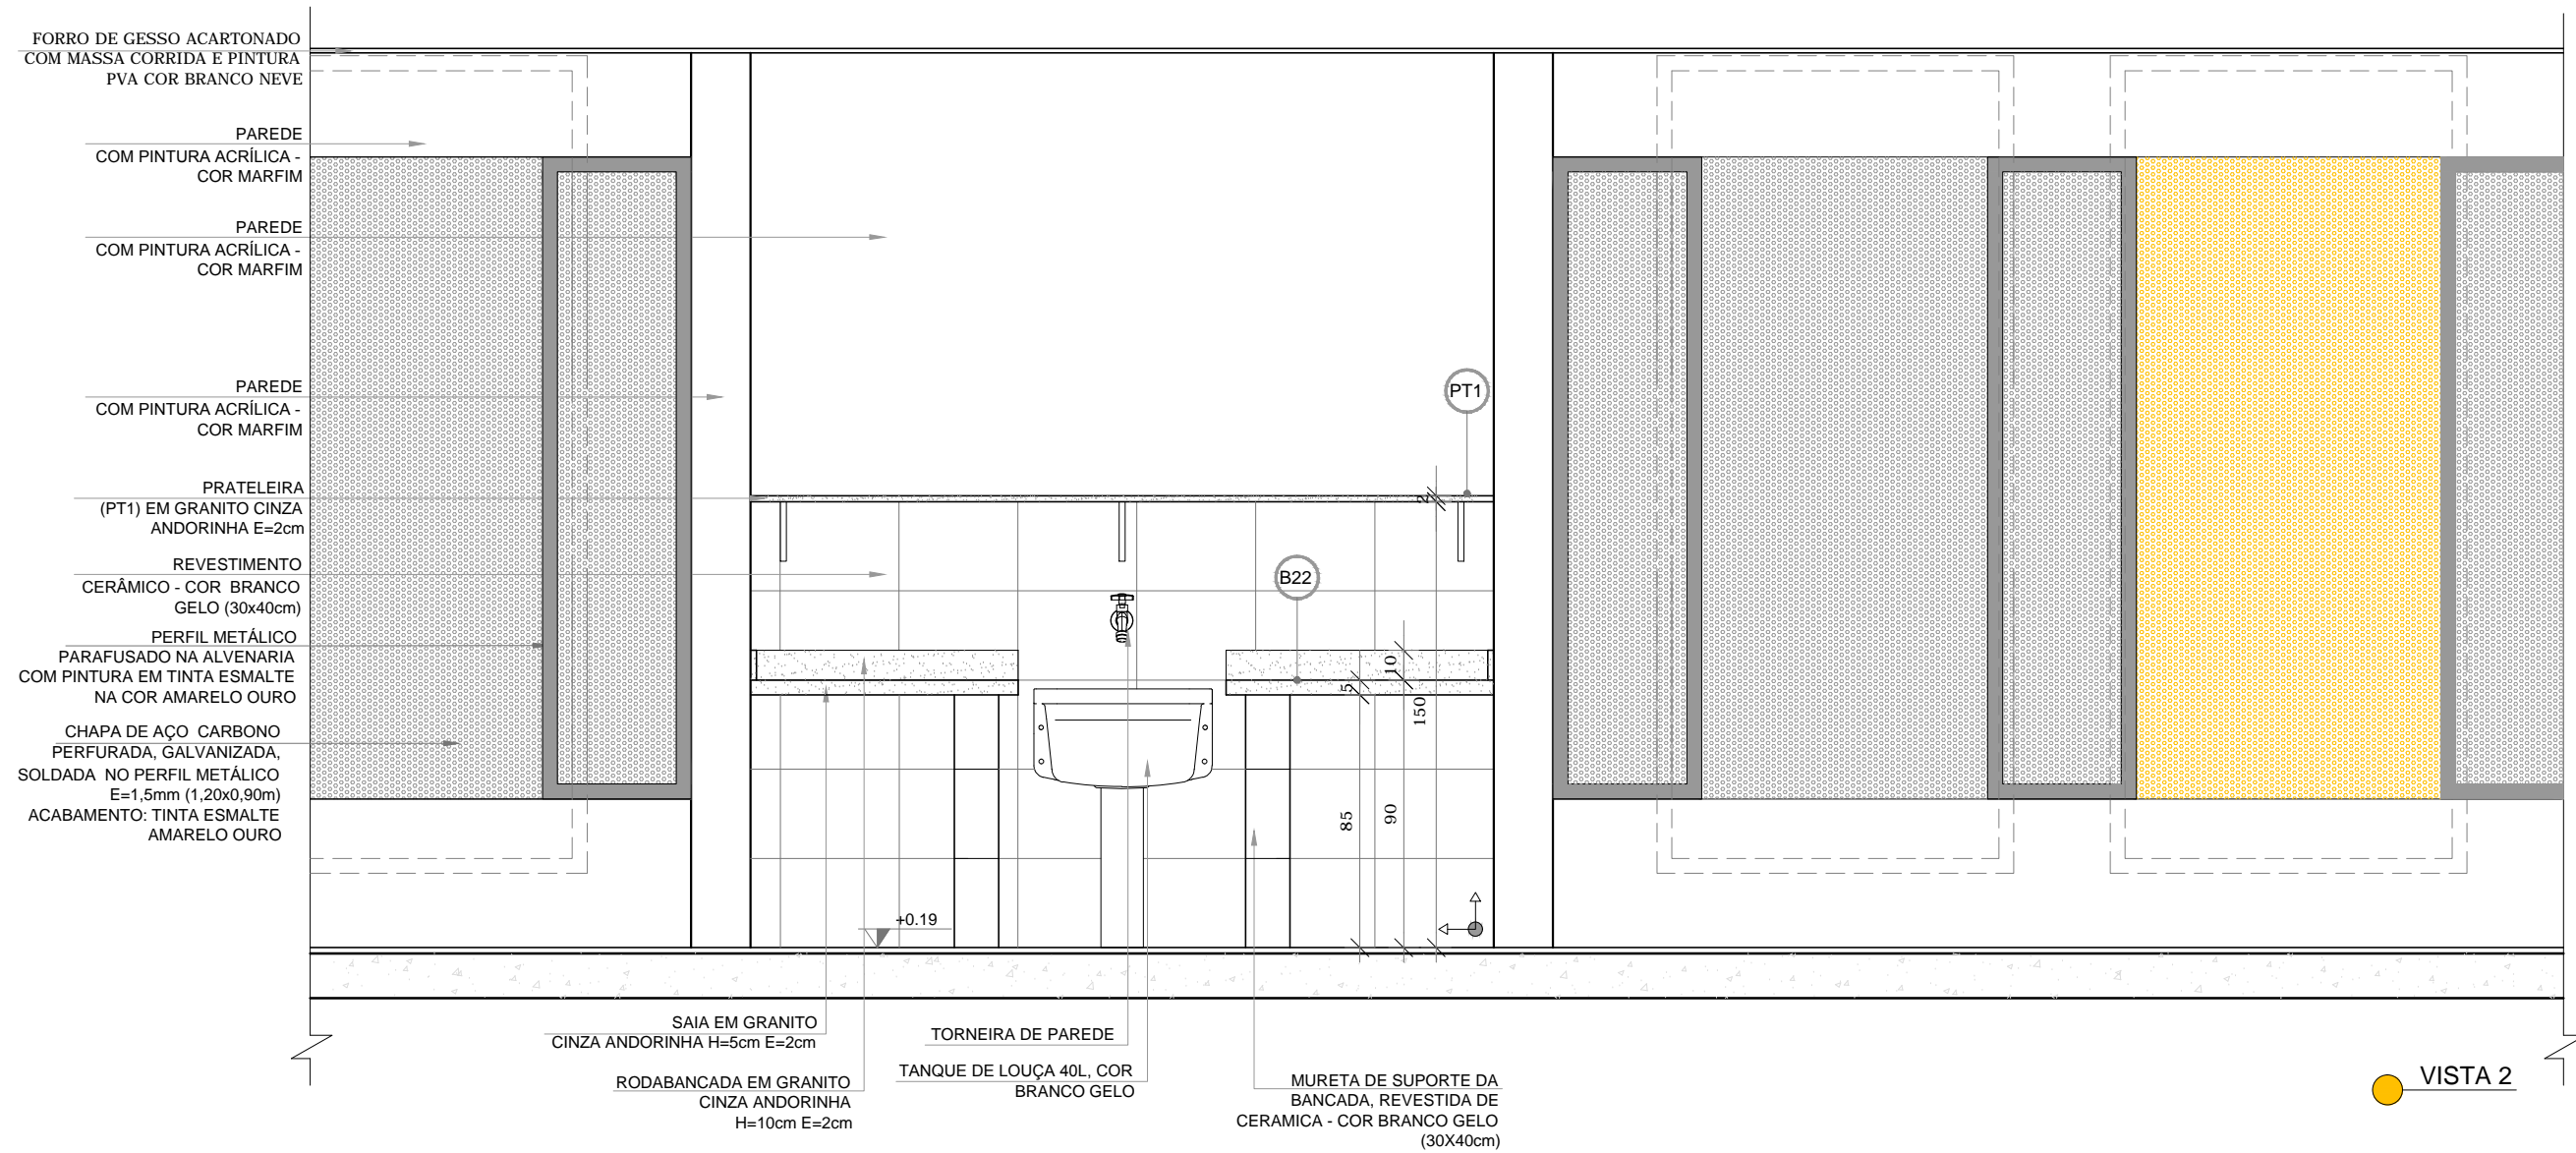 FORRO DE GESSO ACARTONADO
COM MASSA CORRIDA E PINTURA
PVA COR BRANCO NEVE
PAREDE
COM PINTURA ACRÍLICA -
COR MARFIM
PAREDE
COM PINTURA ACRÍLICA -
COR MARFIM
PAREDE
COM PINTURA ACRÍLICA -
COR MARFIM
PRATELEIRA
(PT1) EM GRANITO CINZA
ANDORINHA E=2cm
REVESTIMENTO
CERÂMICO - COR BRANCO
GELO (30x40cm)
PERFIL METÁLICO
PARAFUSADO NA ALVENARIA
COM PINTURA EM TINTA ESMALTE
NA COR AMARELO OURO
CHAPA DE AÇO CARBONO
PERFURADA, GALVANIZADA,
SOLDADA NO PERFIL METÁLICO
E=1,5mm (1,20x0,90m)
ACABAMENTO: TINTA ESMALTE
AMARELO OURO
PT1
2
B22
10
5
150
85
90
+0.19
SAIA EM GRANITO
CINZA ANDORINHA H=5cm E=2cm
RODABANCADA EM GRANITO
CINZA ANDORINHA
H=10cm E=2cm
TORNEIRA DE PAREDE
TANQUE DE LOUÇA 40L, COR
BRANCO GELO
MURETA DE SUPORTE DA
BANCADA, REVESTIDA DE
CERAMICA - COR BRANCO GELO
(30X40cm)
VISTA 2